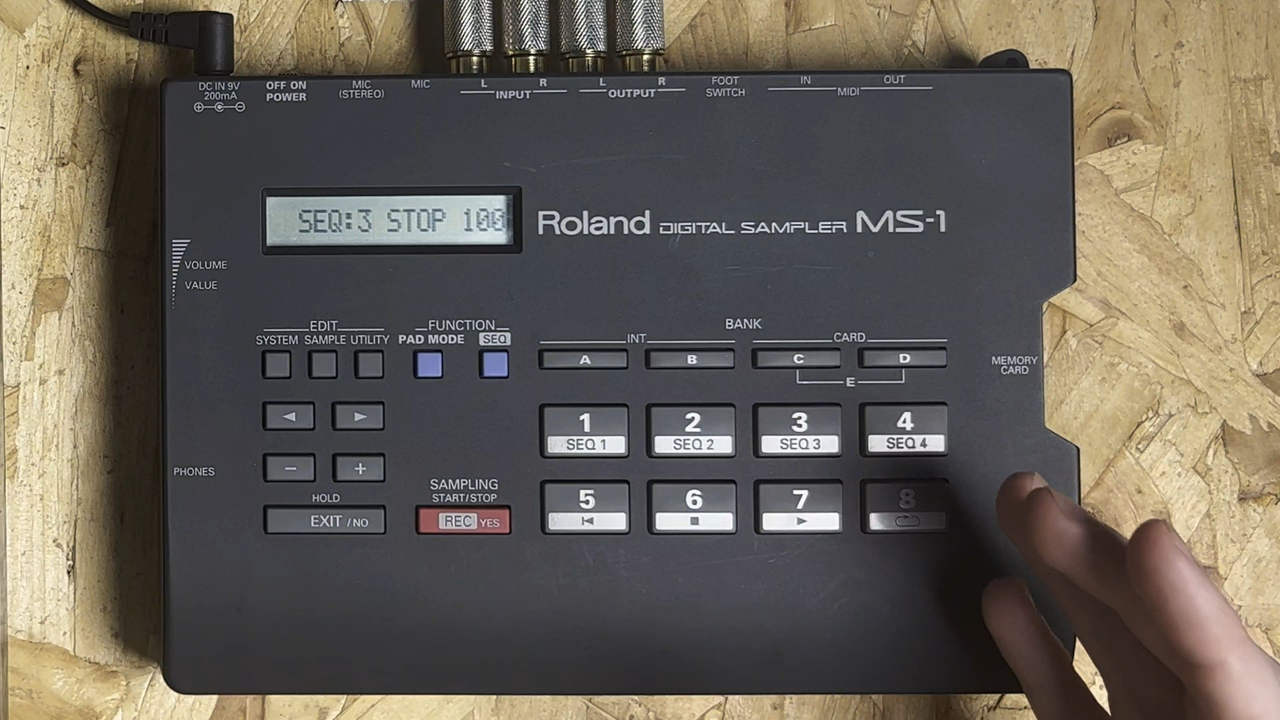 DC IN 9V
200mA
OFF ON
POWER
MIC
(STEREO)
MIC
L R
INPUT
L R
OUTPUT
FOOT
SWITCH
IN OUT
MIDI
SEQ:3 STOP 100
Roland DIGITAL SAMPLER MS-1
VOLUME
VALUE
EDIT
SYSTEM SAMPLE UTILITY
FUNCTION
PAD MODE SEQ
BANK
INT CARD
A B C D
E
MEMORY
CARD
1 2 3 4
SEQ 1 SEQ 2 SEQ 3 SEQ 4
− +
PHONES
HOLD
EXIT / NO
SAMPLING
START/STOP
REC YES
5 6 7 8